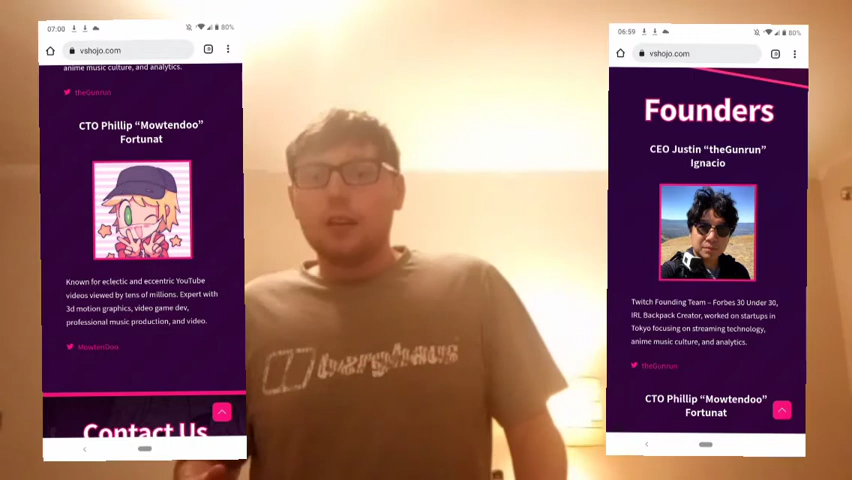 07:00
80%
vshojo.com
anime music culture, and analytics.
theGunrun
CTO Phillip “Mowtendoo”
Fortunat
Known for eclectic and eccentric YouTube
videos viewed by tens of millions. Expert with
3d motion graphics, video game dev,
professional music production, and video.
MowtenDoo
Contact Us
berghaus
06:59
80%
vshojo.com
Founders
CEO Justin “theGunrun”
Ignacio
Twitch Founding Team – Forbes 30 Under 30,
IRL Backpack Creator, worked on startups in
Tokyo focusing on streaming technology,
anime music culture, and analytics.
theGunrun
CTO Phillip “Mowtendoo”
Fortunat